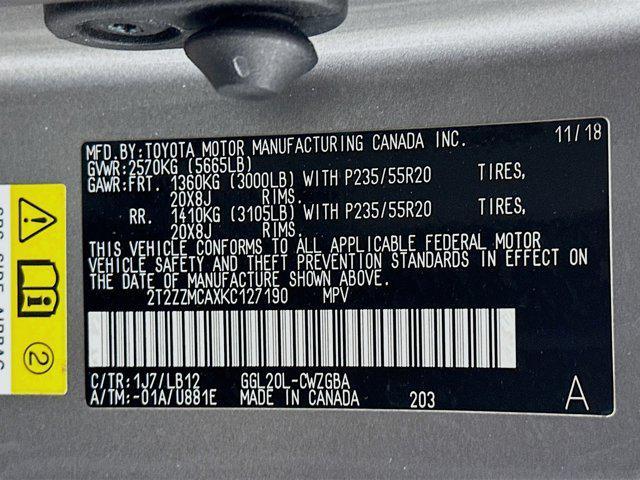 MFD.BY:TOYOTA MOTOR MANUFACTURING CANADA INC. 11/18
GVWR:2570KG (5665LB)
GAWR:FRT. 1360KG (3000LB) WITH P235/55R20 TIRES,
20X8J RIMS.
RR. 1410KG (3105LB) WITH P235/55R20 TIRES,
20X8J RIMS.
THIS VEHICLE CONFORMS TO ALL APPLICABLE FEDERAL MOTOR
VEHICLE SAFETY AND THEFT PREVENTION STANDARDS IN EFFECT ON
THE DATE OF MANUFACTURE SHOWN ABOVE.
2T2ZZMCAXKC127190 MPV
C/TR:1J7/LB12 GGL20L-CWZGBA
A/TM:-01A/U881E MADE IN CANADA 203 A
2